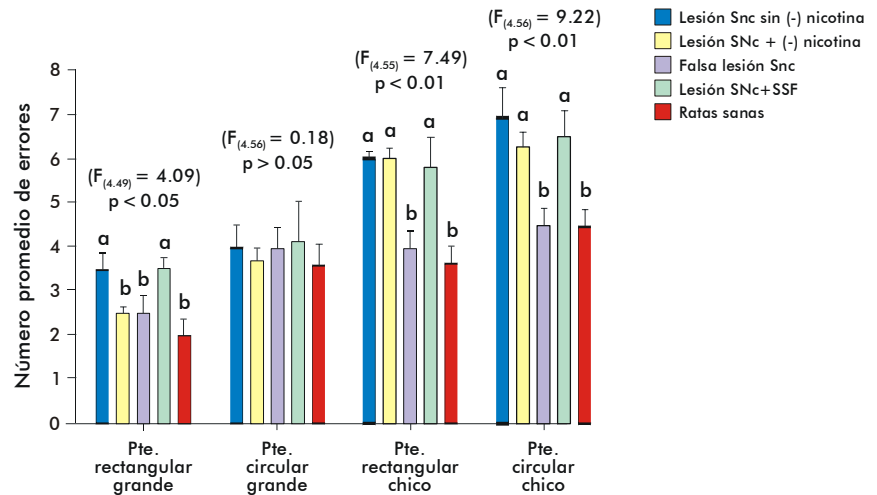 (F(4.56) = 9.22)
p < 0.01
Lesión Snc sin (-) nicotina
Lesión SNc + (-) nicotina
Falsa lesión Snc
Lesión SNc+SSF
Ratas sanas
(F(4.55) = 7.49)
p < 0.01
(F(4.56) = 0.18)
p > 0.05
(F(4.49) = 4.09)
p < 0.05
Número promedio de errores
8
7
6
5
4
3
2
1
0
a b b a b
a a b a b
a a b a b
Pte. rectangular grande
Pte. circular grande
Pte. rectangular chico
Pte. circular chico